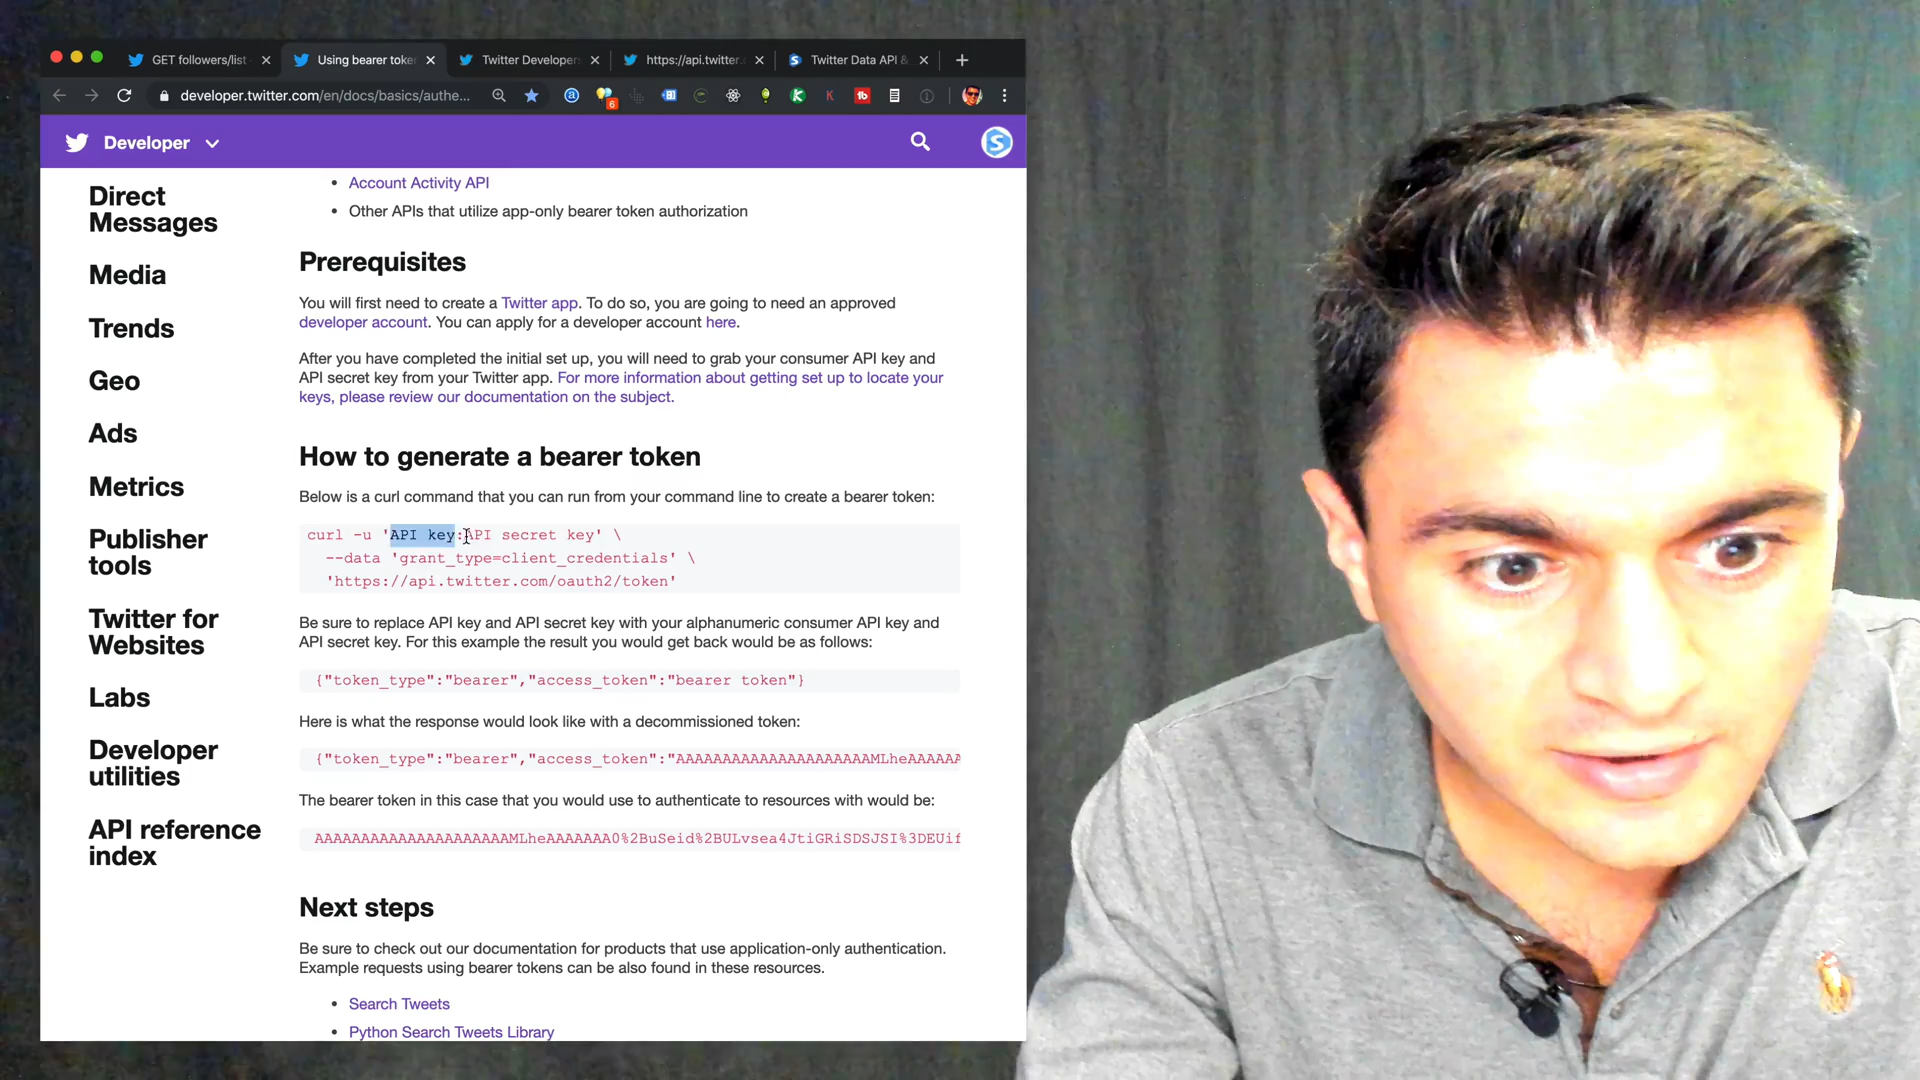 GET followers/list
Using bearer toke
Twitter Developer
https://api.twitter.
Twitter Data API &
developer.twitter.com/en/docs/basics/authe...
6
Developer
Direct
Messages
Media
Trends
Geo
Ads
Metrics
Publisher
tools
Twitter for
Websites
Labs
Developer
utilities
API reference
index
Account Activity API
Other APIs that utilize app-only bearer token authorization
Prerequisites
You will first need to create a Twitter app. To do so, you are going to need an approved
developer account. You can apply for a developer account here.
After you have completed the initial set up, you will need to grab your consumer API key and
API secret key from your Twitter app. For more information about getting set up to locate your
keys, please review our documentation on the subject.
How to generate a bearer token
Below is a curl command that you can run from your command line to create a bearer token:
curl -u 'API key:API secret key' \
--data 'grant_type=client_credentials' \
'https://api.twitter.com/oauth2/token'
Be sure to replace API key and API secret key with your alphanumeric consumer API key and
API secret key. For this example the result you would get back would be as follows:
{"token_type":"bearer","access_token":"bearer token"}
Here is what the response would look like with a decommissioned token:
{"token_type":"bearer","access_token":"AAAAAAAAAAAAAAAAAAAAAMLheAAAAAA
The bearer token in this case that you would use to authenticate to resources with would be:
AAAAAAAAAAAAAAAAAAAAAMLheAAAAAAA0%2BuSeid%2BULvsea4JtiGRiSDSJSI%3DEUif
Next steps
Be sure to check out our documentation for products that use application-only authentication.
Example requests using bearer tokens can be also found in these resources.
Search Tweets
Python Search Tweets Library